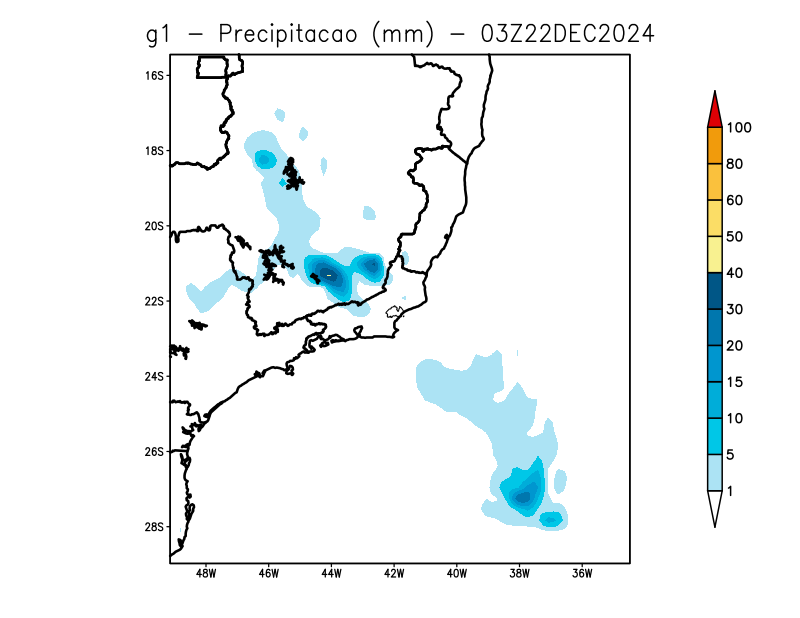 g1 – Precipitacao (mm) – 03Z22DEC2024
16S
18S
20S
22S
24S
26S
28S
48W 46W 44W 42W 40W 38W 36W
100
80
60
50
40
30
20
15
10
5
1